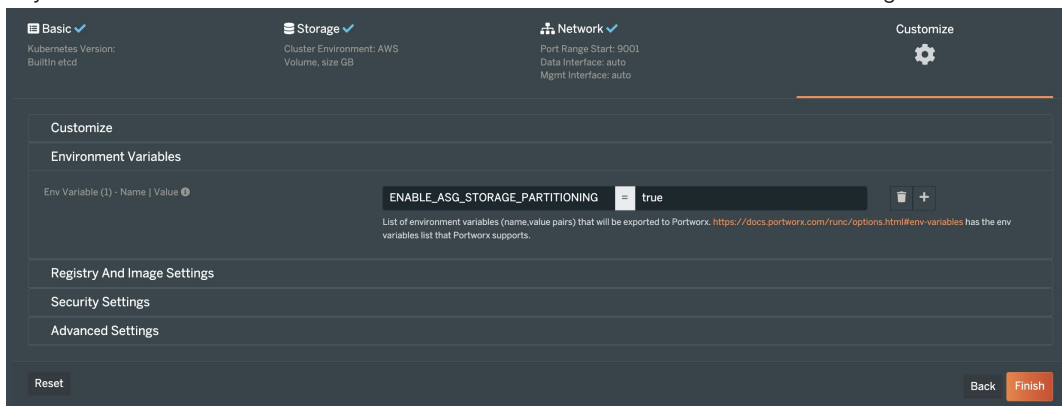 Basic
Kubernetes Version:
Builtin etcd
Storage
Cluster Environment: AWS
Volume, size GB
Network
Port Range Start: 9001
Data Interface: auto
Mgmt Interface: auto
Customize
Customize
Environment Variables
Env Variable (1) - Name | Value
ENABLE_ASG_STORAGE_PARTITIONING = true
List of environment variables (name,value pairs) that will be exported to Portworx. https://docs.portworx.com/runc/options.html#env-variables has the env
variables list that Portworx supports.
Registry And Image Settings
Security Settings
Advanced Settings
Reset
Back
Finish